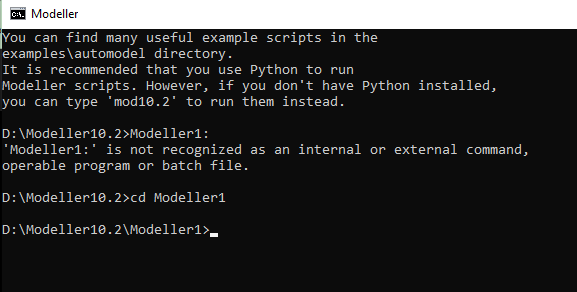 Modeller
You can find many useful example scripts in the
examples\automodel directory.
It is recommended that you use Python to run
Modeller scripts. However, if you don't have Python installed,
you can type 'mod10.2' to run them instead.
D:\Modeller10.2>Modeller1:
'Modeller1:' is not recognized as an internal or external command,
operable program or batch file.
D:\Modeller10.2>cd Modeller1
D:\Modeller10.2\Modeller1>